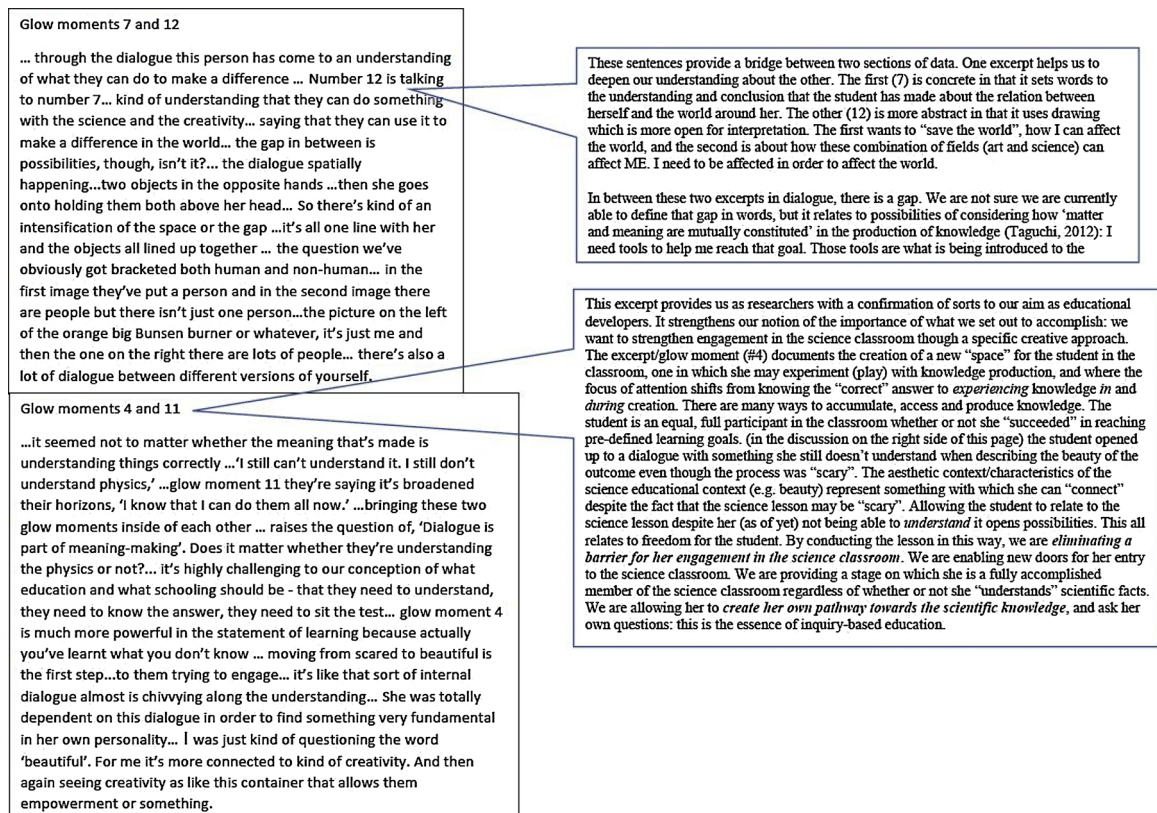 Glow moments 7 and 12
… through the dialogue this person has come to an understanding
of what they can do to make a difference … Number 12 is talking
to number 7… kind of understanding that they can do something
with the science and the creativity… saying that they can use it to
make a difference in the world… the gap in between is
possibilities, though, isn't it?... the dialogue spatially
happening...two objects in the opposite hands …then she goes
onto holding them both above her head… So there's kind of an
intensification of the space or the gap …it's all one line with her
and the objects all lined up together … the question we've
obviously got bracketed both human and non-human… in the
first image they've put a person and in the second image there
are people but there isn't just one person…the picture on the left
of the orange big Bunsen burner or whatever, it's just me and
then the one on the right there are lots of people… there's also a
lot of dialogue between different versions of yourself.
These sentences provide a bridge between two sections of data. One excerpt helps us to
deepen our understanding about the other. The first (7) is concrete in that it sets words to
the understanding and conclusion that the student has made about the relation between
herself and the world around her. The other (12) is more abstract in that it uses drawing
which is more open for interpretation. The first wants to "save the world", how I can affect
the world, and the second is about how these combination of fields (art and science) can
affect ME. I need to be affected in order to affect the world.
In between these two excerpts in dialogue, there is a gap. We are not sure we are currently
able to define that gap in words, but it relates to possibilities of considering how 'matter
and meaning are mutually constituted' in the production of knowledge (Taguchi, 2012): I
need tools to help me reach that goal. Those tools are what is being introduced to the
Glow moments 4 and 11
…it seemed not to matter whether the meaning that's made is
understanding things correctly …'I still can't understand it. I still don't
understand physics,' …glow moment 11 they're saying it's broadened
their horizons, 'I know that I can do them all now.' …bringing these two
glow moments inside of each other … raises the question of, 'Dialogue is
part of meaning-making'. Does it matter whether they're understanding
the physics or not?... it's highly challenging to our conception of what
education and what schooling should be - that they need to understand,
they need to know the answer, they need to sit the test… glow moment 4
is much more powerful in the statement of learning because actually
you've learnt what you don't know … moving from scared to beautiful is
the first step...to them trying to engage… it's like that sort of internal
dialogue almost is chivvying along the understanding… She was totally
dependent on this dialogue in order to find something very fundamental
in her own personality… I was just kind of questioning the word
'beautiful'. For me it's more connected to kind of creativity. And then
again seeing creativity as like this container that allows them
empowerment or something.
This excerpt provides us as researchers with a confirmation of sorts to our aim as educational
developers. It strengthens our notion of the importance of what we set out to accomplish: we
want to strengthen engagement in the science classroom though a specific creative approach.
The excerpt/glow moment (#4) documents the creation of a new "space" for the student in the
classroom, one in which she may experiment (play) with knowledge production, and where the
focus of attention shifts from knowing the "correct" answer to experiencing knowledge in and
during creation. There are many ways to accumulate, access and produce knowledge. The
student is an equal, full participant in the classroom whether or not she "succeeded" in reaching
pre-defined learning goals. (in the discussion on the right side of this page) the student opened
up to a dialogue with something she still doesn't understand when describing the beauty of the
outcome even though the process was "scary". The aesthetic context/characteristics of the
science educational context (e.g. beauty) represent something with which she can "connect"
despite the fact that the science lesson may be "scary". Allowing the student to relate to the
science lesson despite her (as of yet) not being able to understand it opens possibilities. This all
relates to freedom for the student. By conducting the lesson in this way, we are eliminating a
barrier for her engagement in the science classroom. We are enabling new doors for her entry
to the science classroom. We are providing a stage on which she is a fully accomplished
member of the science classroom regardless of whether or not she "understands" scientific facts.
We are allowing her to create her own pathway towards the scientific knowledge, and ask her
own questions: this is the essence of inquiry-based education.